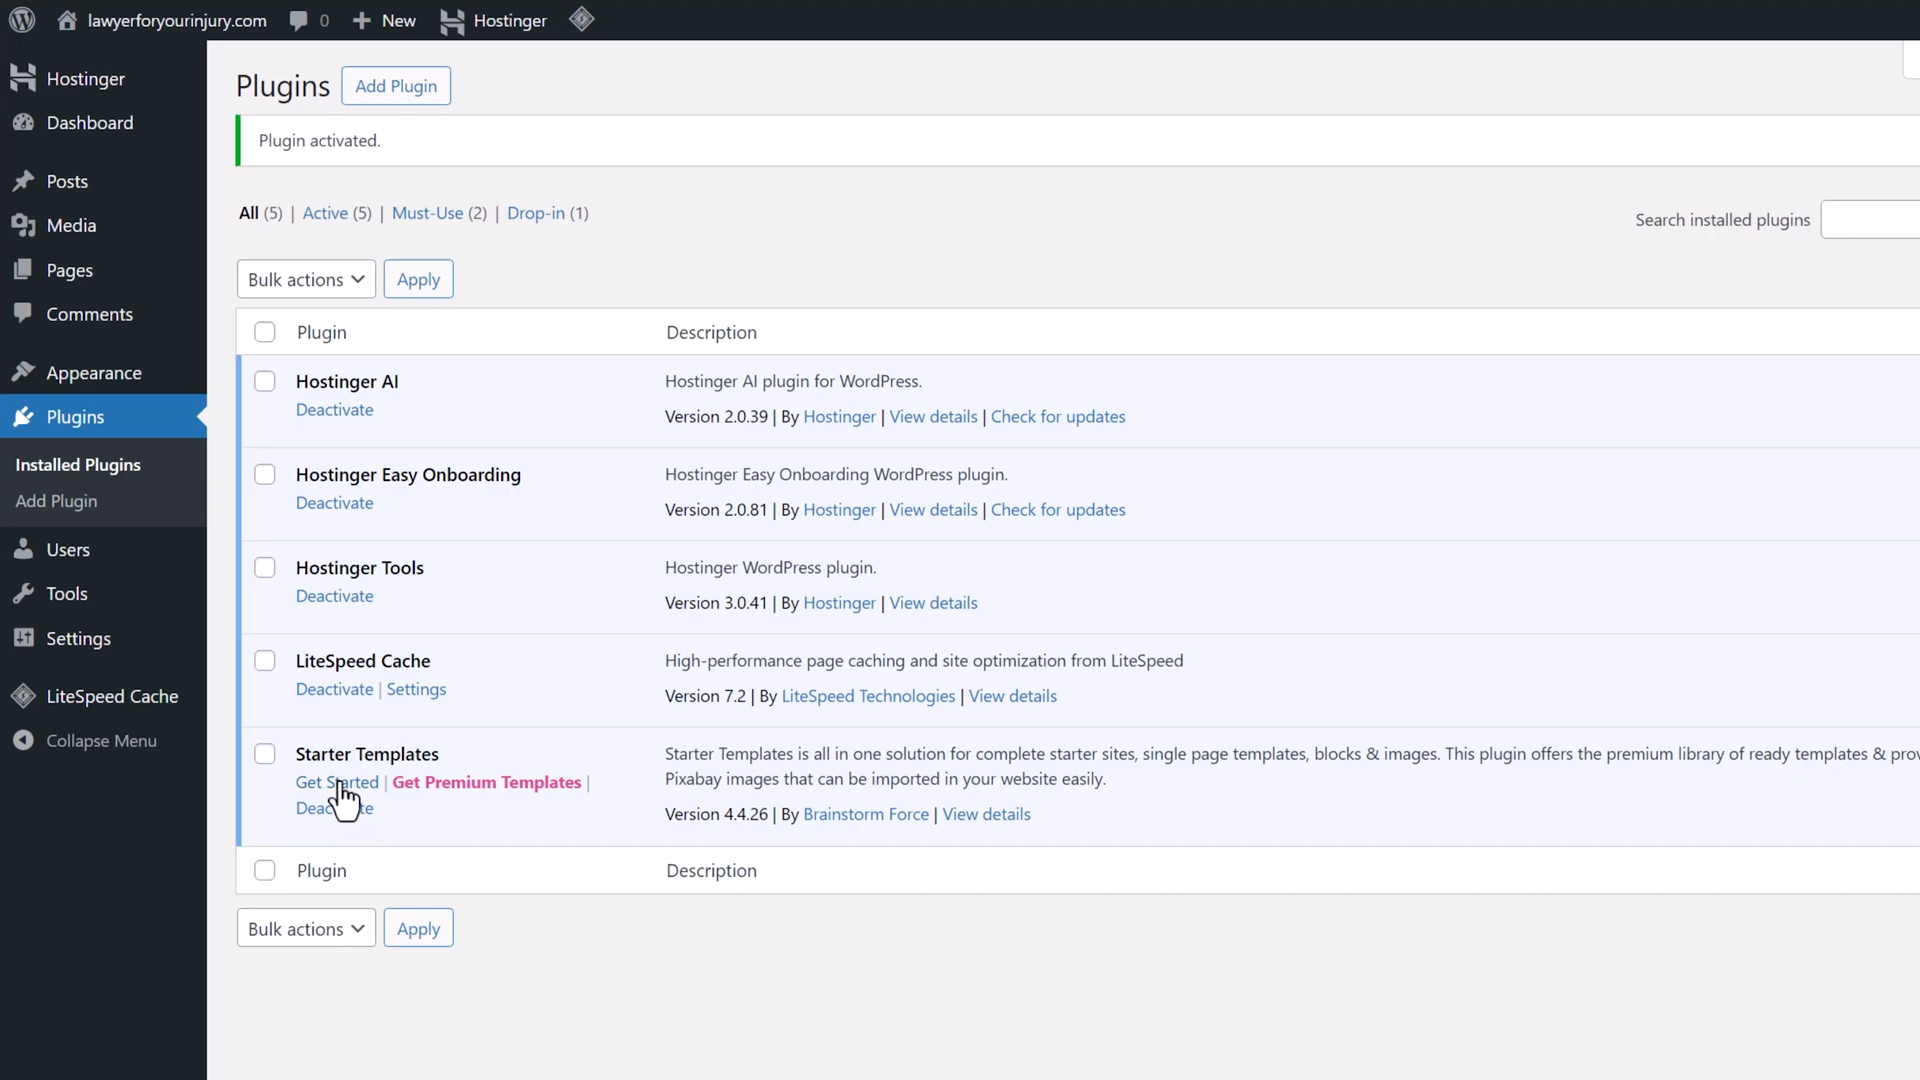 lawyerforyourinjury.com 0 New Hostinger
Hostinger
Dashboard
Posts
Media
Pages
Comments
Appearance
Plugins
Installed Plugins
Add Plugin
Users
Tools
Settings
LiteSpeed Cache
Collapse Menu
Plugins Add Plugin
Plugin activated.
All (5) | Active (5) | Must-Use (2) | Drop-in (1)
Search installed plugins
Bulk actions Apply
Plugin Description
Hostinger AI
Deactivate
Hostinger AI plugin for WordPress.
Version 2.0.39 | By Hostinger | View details | Check for updates
Hostinger Easy Onboarding
Deactivate
Hostinger Easy Onboarding WordPress plugin.
Version 2.0.81 | By Hostinger | View details | Check for updates
Hostinger Tools
Deactivate
Hostinger WordPress plugin.
Version 3.0.41 | By Hostinger | View details
LiteSpeed Cache
Deactivate | Settings
High-performance page caching and site optimization from LiteSpeed
Version 7.2 | By LiteSpeed Technologies | View details
Starter Templates
Get Started | Get Premium Templates |
Deactivate
Starter Templates is all in one solution for complete starter sites, single page templates, blocks & images. This plugin offers the premium library of ready templates & prov
Pixabay images that can be imported in your website easily.
Version 4.4.26 | By Brainstorm Force | View details
Plugin Description
Bulk actions Apply